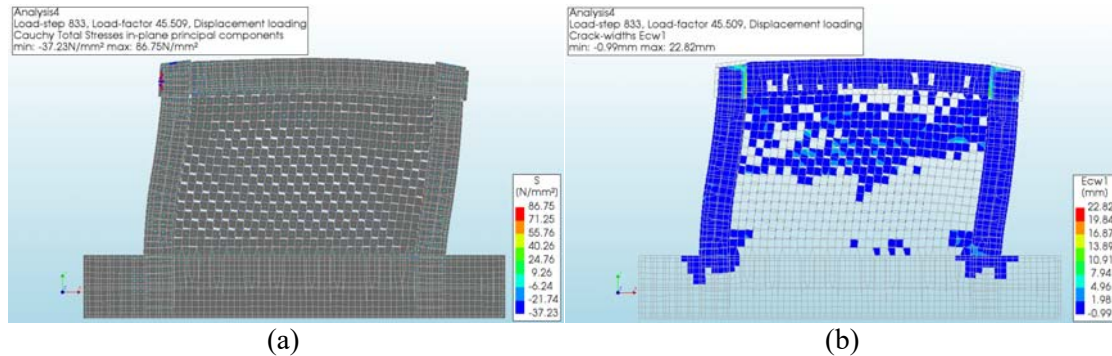 Analysis4
Load-step 833, Load-factor 45.509, Displacement loading
Cauchy Total Stresses in-plane principal components
min: -37.23N/mm² max: 86.75N/mm²
S
(N/mm²)
86.75
71.25
55.76
40.26
24.76
9.26
-6.24
-21.74
-37.23
(a)
Analysis4
Load-step 833, Load-factor 45.509, Displacement loading
Crack-widths Ecw1
min: -0.99mm max: 22.82mm
Ecw1
(mm)
22.82
19.84
16.87
13.89
10.91
7.94
4.96
1.98
-0.99
(b)